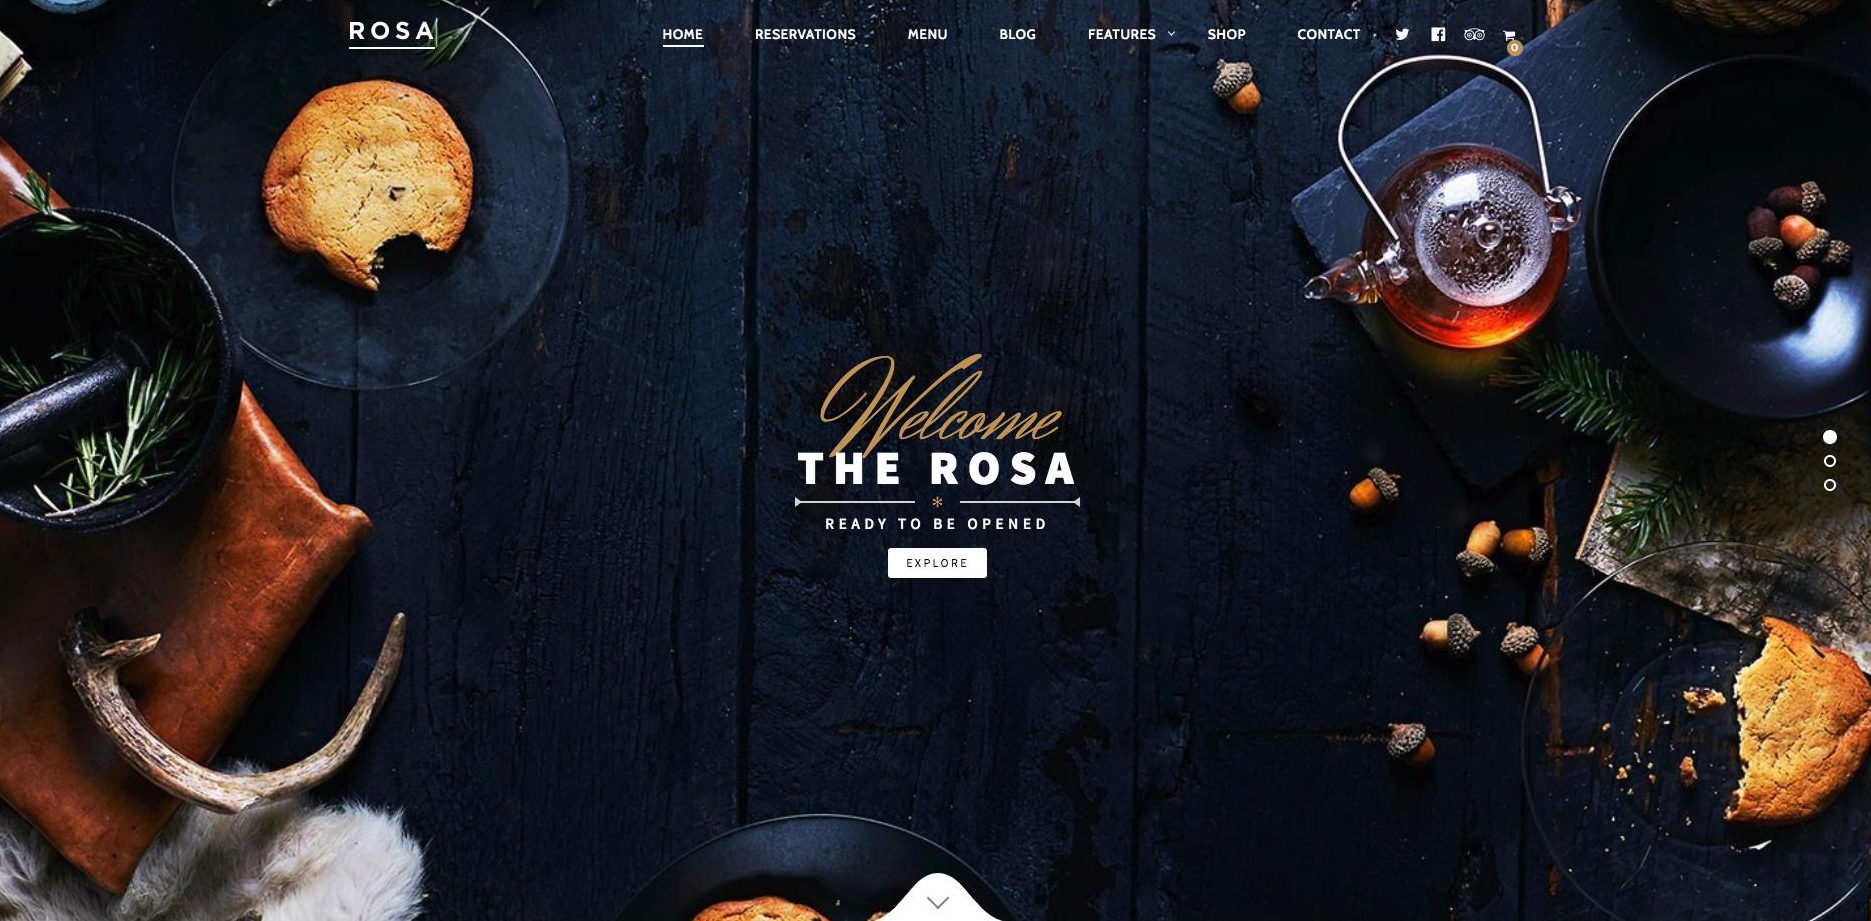 ROSA
HOME RESERVATIONS MENU BLOG FEATURES SHOP CONTACT
0
Welcome
THE ROSA
READY TO BE OPENED
EXPLORE